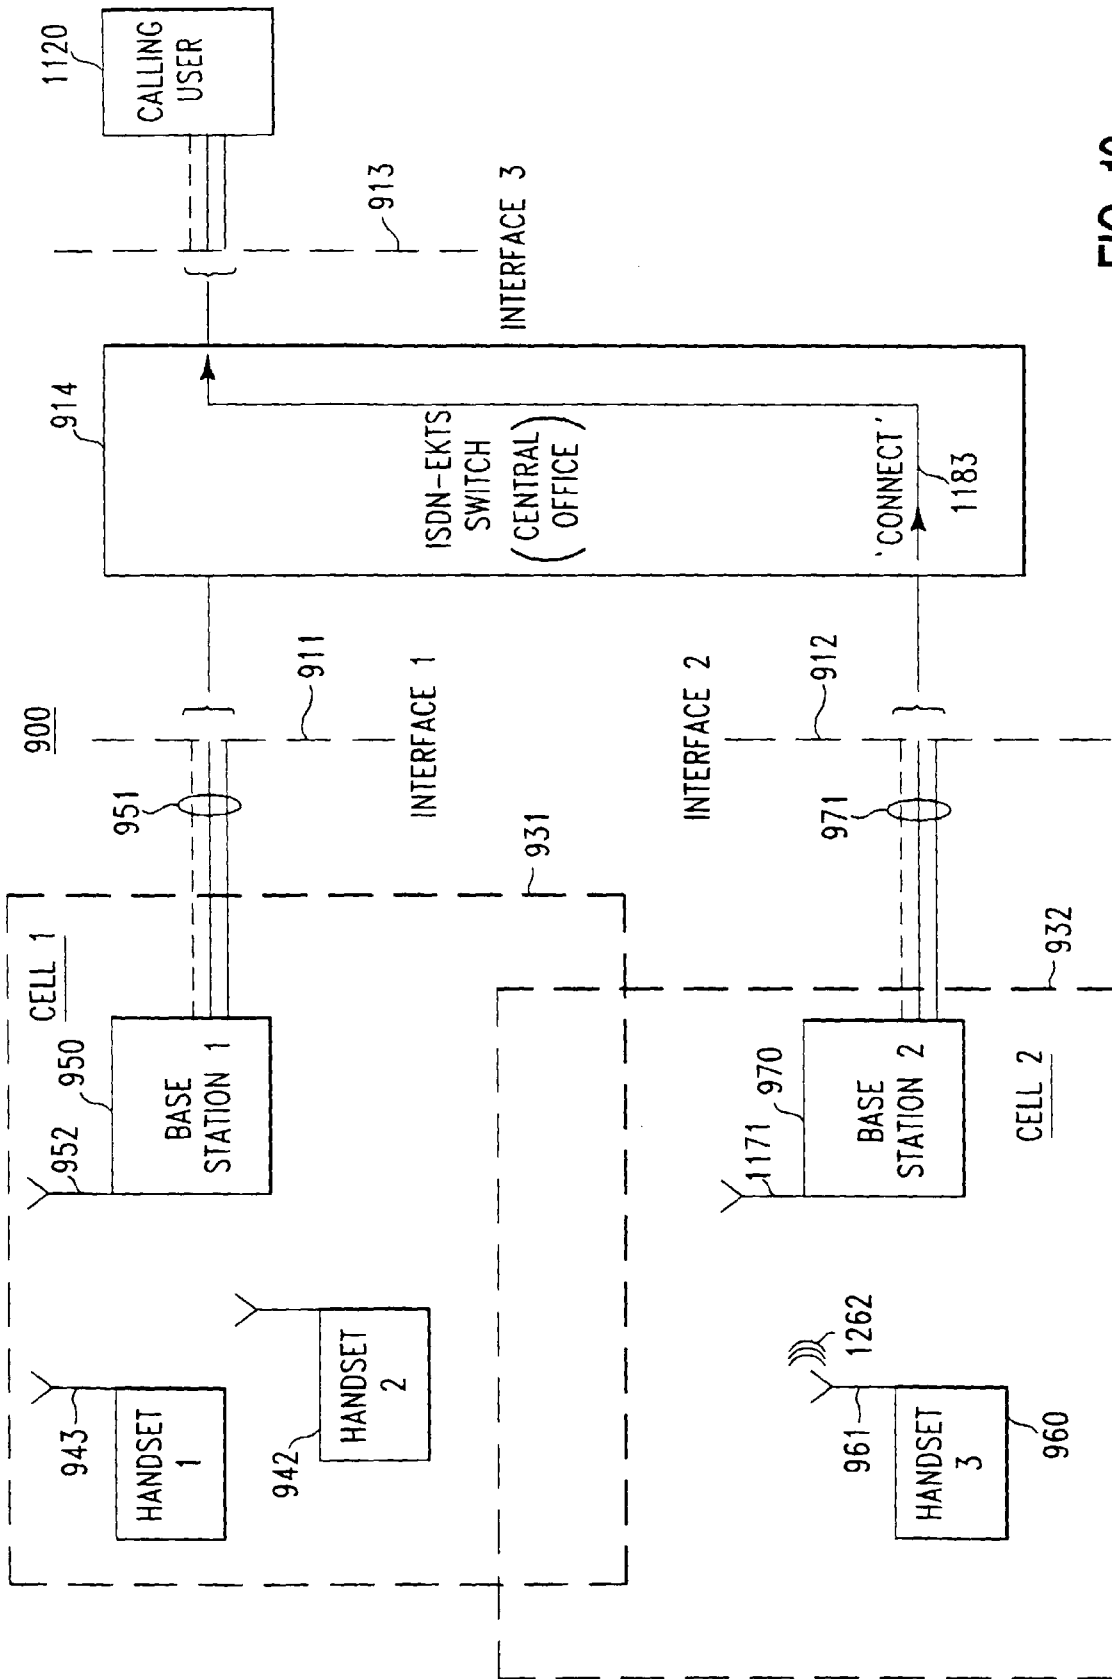 900
CELL 1
943
HANDSET
1
942
HANDSET
2
952
950
BASE
STATION 1
951
911
INTERFACE 1
931
914
ISDN-EKTS
SWITCH
(CENTRAL
OFFICE)
1120
CALLING
USER
913
INTERFACE 3
961
1262
HANDSET
3
960
1171
970
BASE
STATION 2
CELL 2
932
INTERFACE 2
912
971
'CONNECT'
1183
FIG.